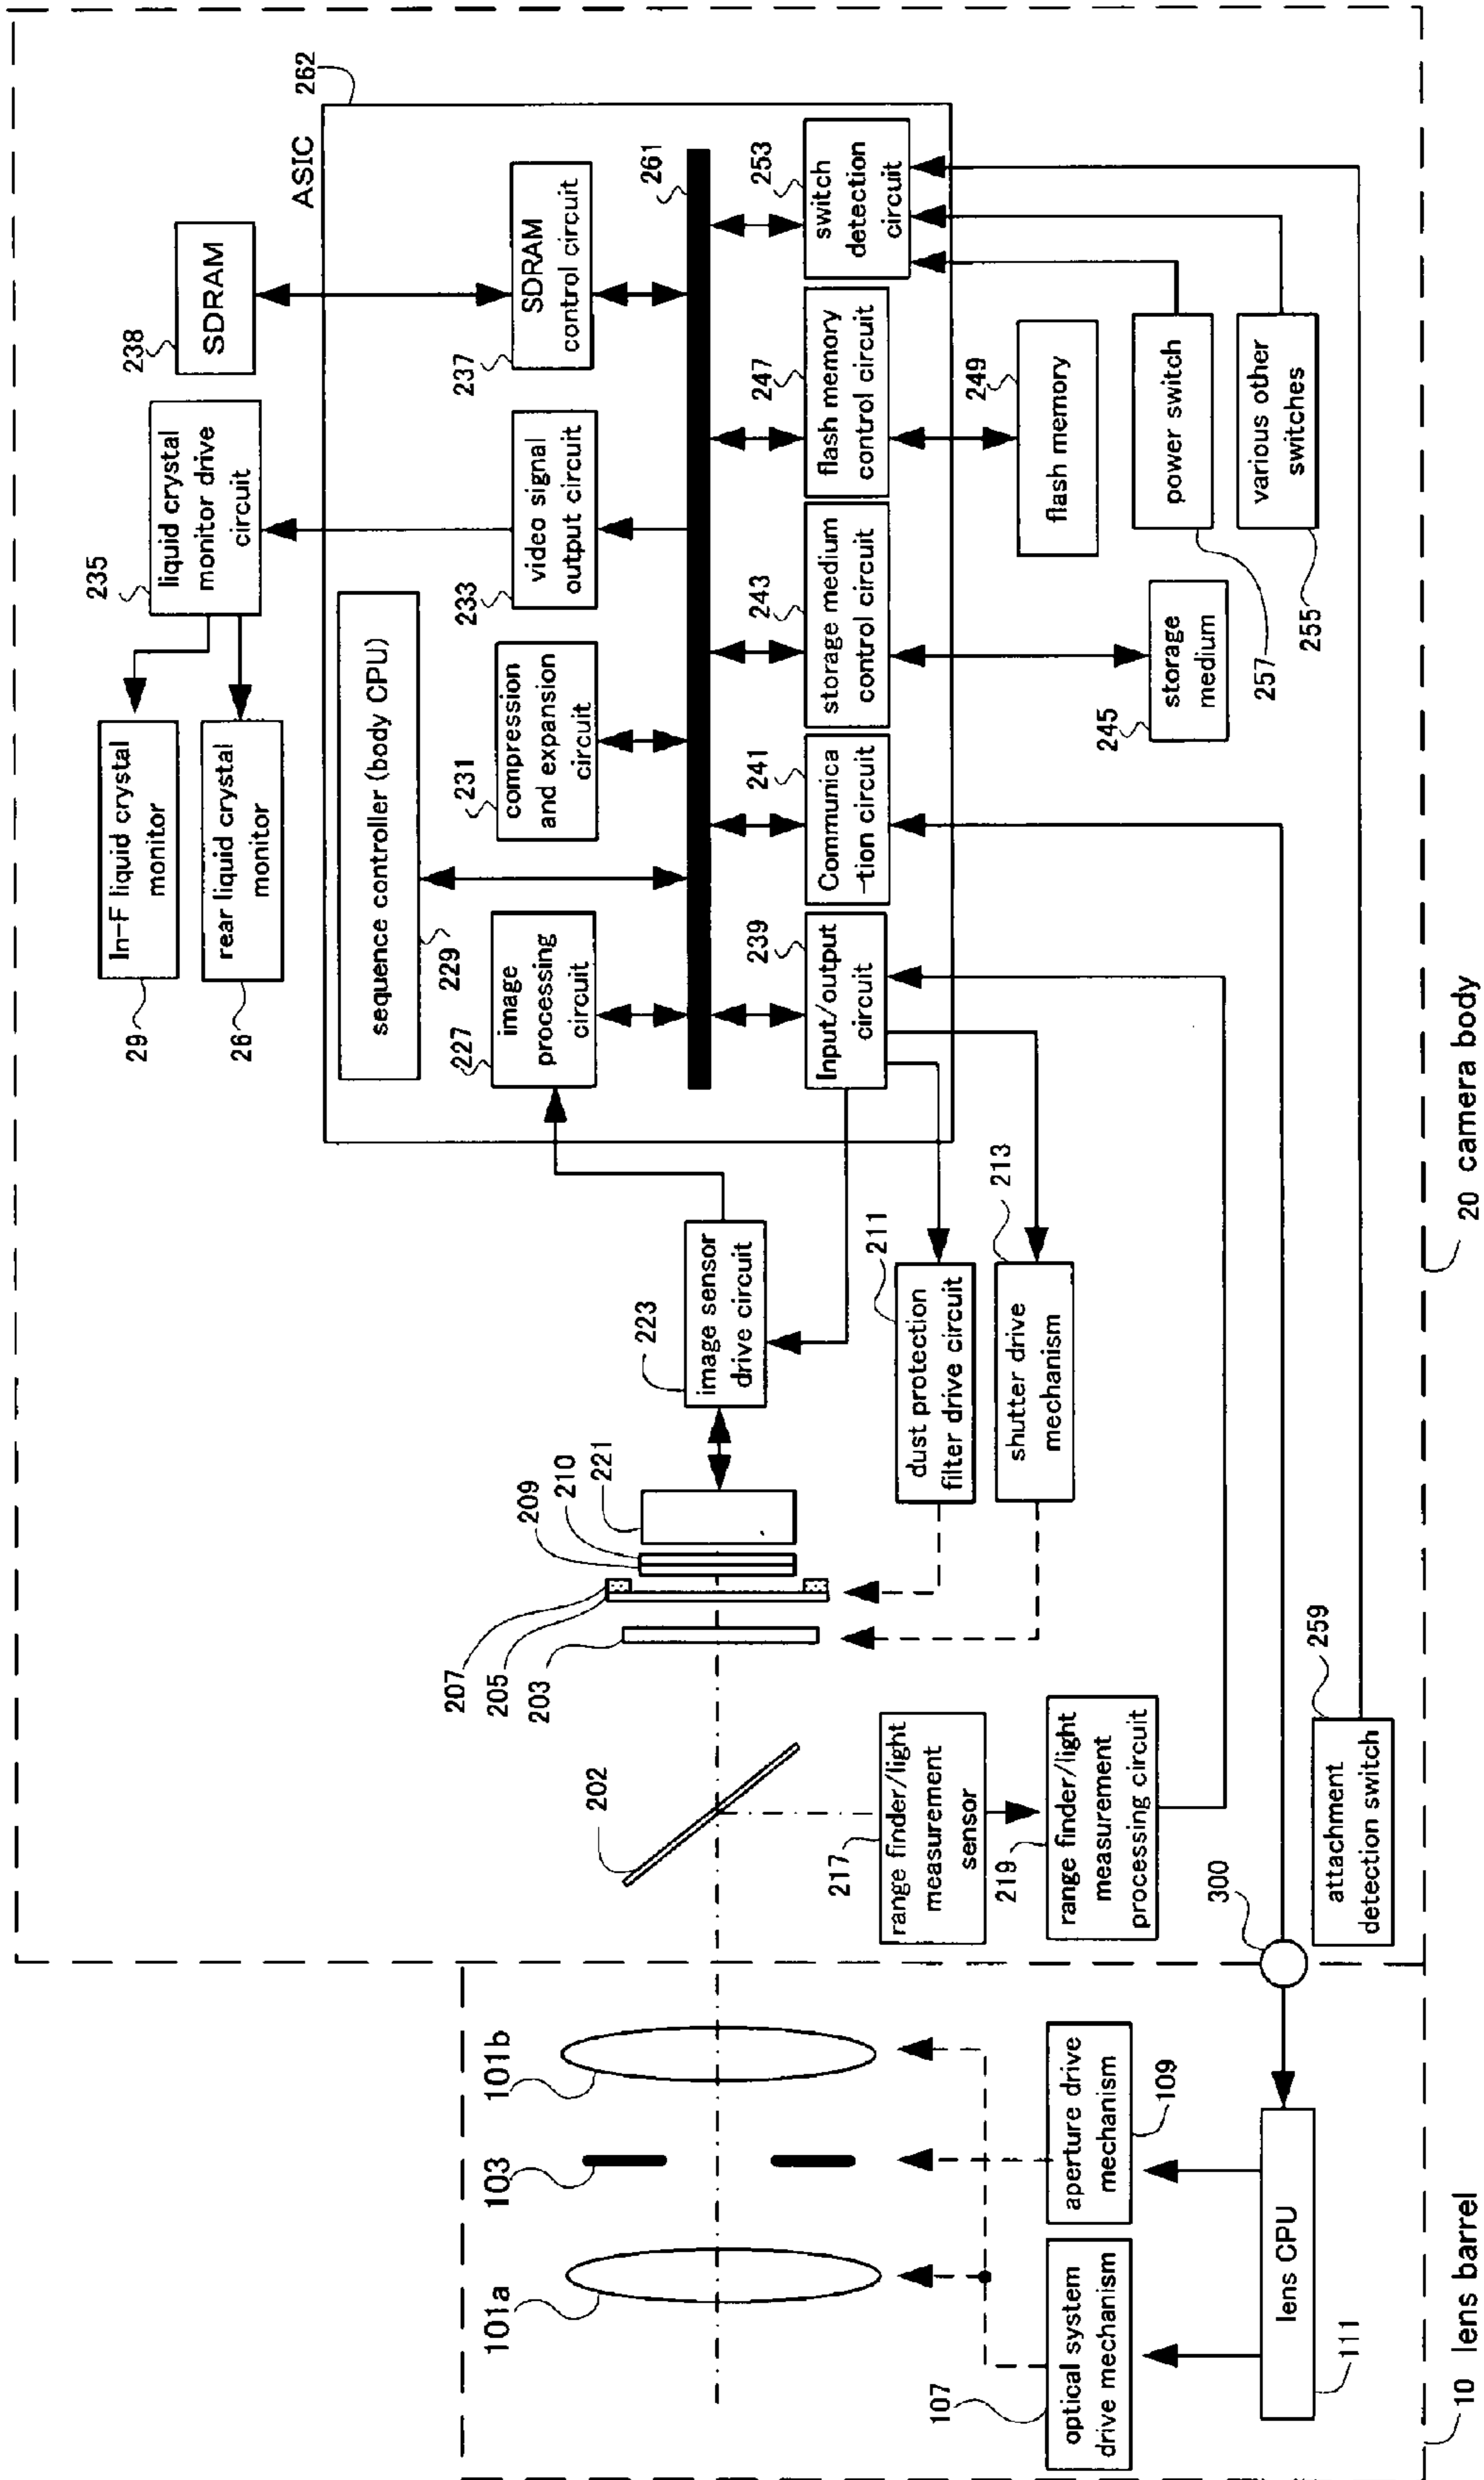 29
In-F liquid crystal
monitor
26
rear liquid crystal
monitor
235
liquid crystal
monitor drive
circuit
238
SDRAM
ASIC
262
sequence controller (body CPU)
229
227
image
processing
circuit
231
compression
and expansion
circuit
233
video signal
output circuit
237
SDRAM
control circuit
261
239
Input/output
circuit
241
Communica
-tion circuit
243
storage medium
control circuit
247
flash memory
control circuit
253
switch
detection
circuit
245
storage
medium
249
flash memory
257
power switch
255
various other
switches
223
image sensor
drive circuit
211
dust protection
filter drive circuit
213
shutter drive
mechanism
207
205
203
209
210
221
202
217
range finder/light
measurement
sensor
219
range finder/light
measurement
processing circuit
300
259
attachment
detection switch
101a
103
101b
107
optical system
drive mechanism
aperture drive
mechanism
109
lens CPU
111
10 lens barrel
20 camera body